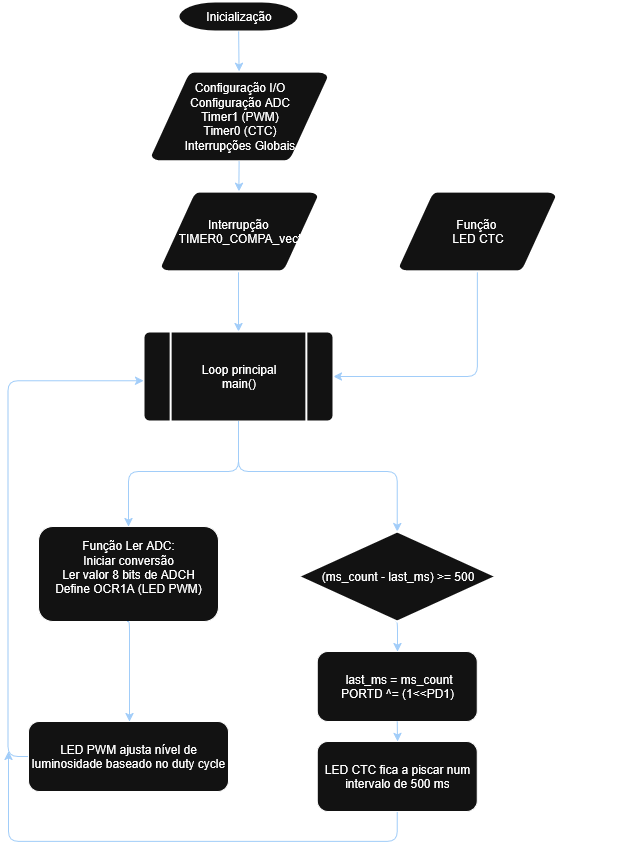 Inicialização
Configuração I/O
Configuração ADC
Timer1 (PWM)
Timer0 (CTC)
Interrupções Globais
Interrupção
TIMER0_COMPA_vect
Função
LED CTC
Loop principal
main()
Função Ler ADC:
Iniciar conversão
Ler valor 8 bits de ADCH
Define OCR1A (LED PWM)
(ms_count - last_ms) >= 500
last_ms = ms_count
PORTD ^= (1<<PD1)
LED PWM ajusta nível de
luminosidade baseado no duty cycle
LED CTC fica a piscar num
intervalo de 500 ms